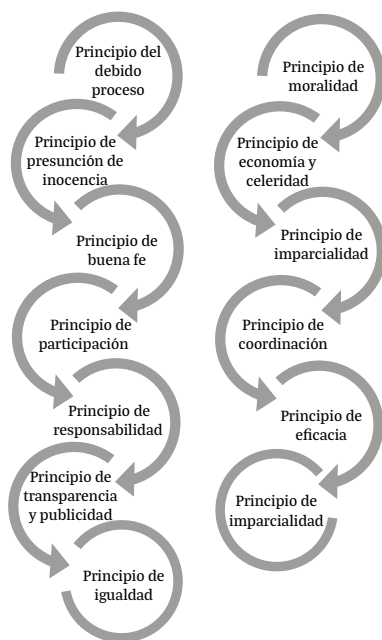 Principio del
debido
proceso
Principio de
presunción de
inocencia
Principio de
buena fe
Principio de
participación
Principio de
responsabilidad
Principio de
transparencia
y publicidad
Principio de
igualdad
Principio de
moralidad
Principio de
economía y
celeridad
Principio de
imparcialidad
Principio de
coordinación
Principio de
eficacia
Principio de
imparcialidad